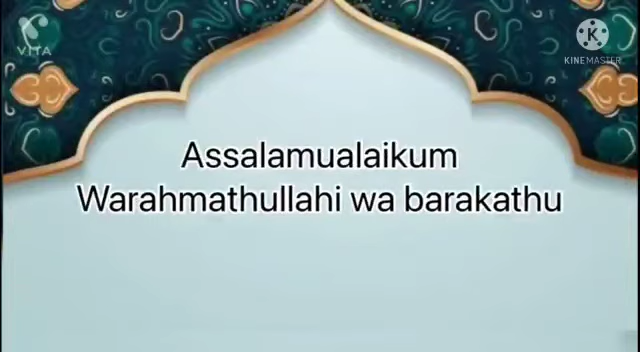 VITA
K
KINEMASTER
Assalamualaikum
Warahmathullahi wa barakathu